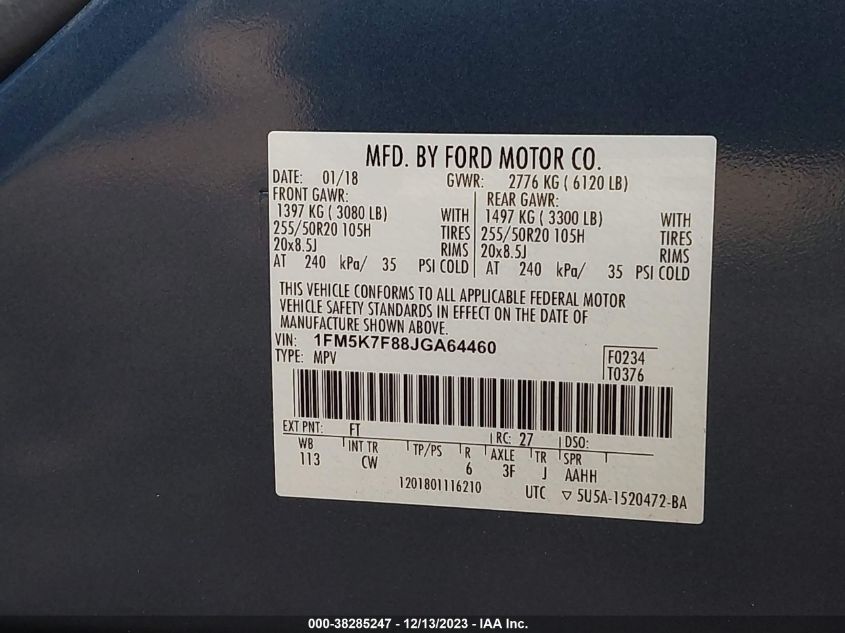 MFD. BY FORD MOTOR CO.
DATE: 01/18 GVWR: 2776 KG ( 6120 LB)
FRONT GAWR: REAR GAWR:
1397 KG ( 3080 LB) WITH 1497 KG ( 3300 LB) WITH
255/50R20 105H TIRES 255/50R20 105H TIRES
20x8.5J RIMS 20x8.5J RIMS
AT 240 kPa/ 35 PSI COLD AT 240 kPa/ 35 PSI COLD
THIS VEHICLE CONFORMS TO ALL APPLICABLE FEDERAL MOTOR
VEHICLE SAFETY STANDARDS IN EFFECT ON THE DATE OF
MANUFACTURE SHOWN ABOVE.
VIN: 1FM5K7F88JGA64460
TYPE: MPV F0234
T0376
EXT PNT: FT RC: 27 DSO:
WB INT TR TP/PS R AXLE TR SPR
113 CW 6 3F J AAHH
1201801116210 UTC ▽ 5U5A-1520472-BA
000-38285247 - 12/13/2023 - IAA Inc.